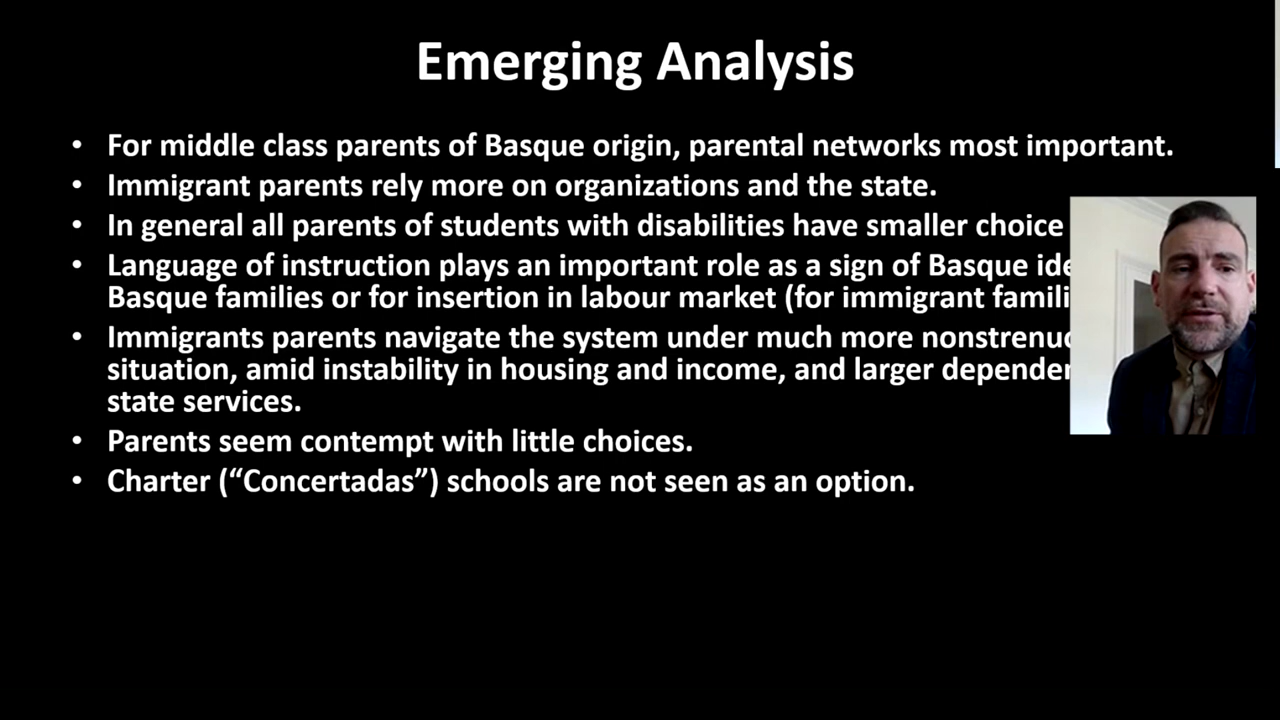 Emerging Analysis
• For middle class parents of Basque origin, parental networks most important.
• Immigrant parents rely more on organizations and the state.
• In general all parents of students with disabilities have smaller choice
• Language of instruction plays an important role as a sign of Basque
Basque families or for insertion in labour market (for immigrant
• Immigrants parents navigate the system under much more
situation, amid instability in housing and income, and larger
state services.
• Parents seem contempt with little choices.
• Charter (“Concertadas”) schools are not seen as an option.